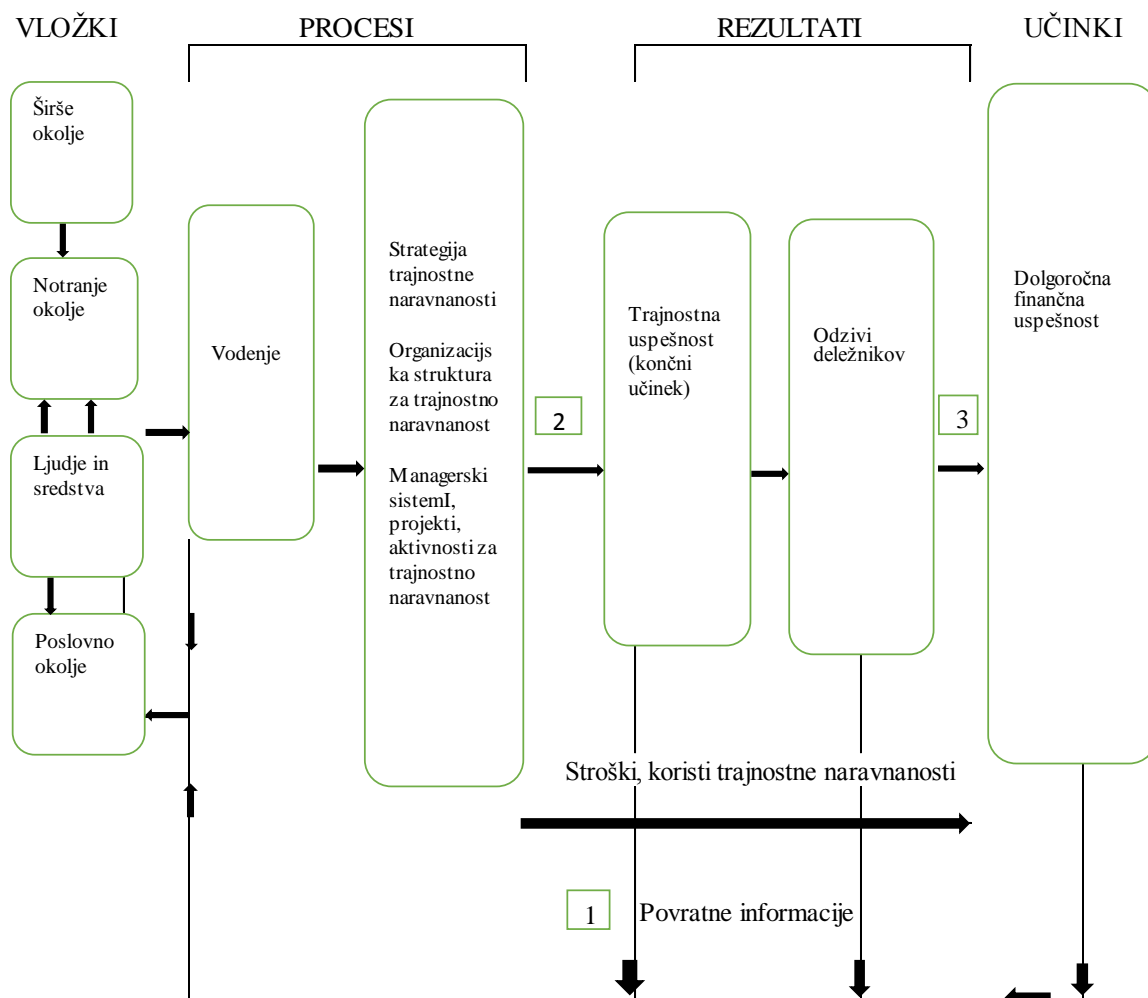 VLOŽKI
PROCESI
REZULTATI
UČINKI
Širše
okolje
Notranje
okolje
Ljudje in
sredstva
Poslovno
okolje
Vodenje
Strategija
trajnostne
naravnanosti
Organizacijs
ka struktura
za trajnostno
naravnanost
Managerski
sistemI,
projekti,
aktivnosti za
trajnostno
naravnanost
2
Trajnostna
uspešnost
(končni
učinek)
Odzivi
deležnikov
3
Dolgoročna
finančna
uspešnost
Stroški, koristi trajnostne naravnanosti
1
Povratne informacije